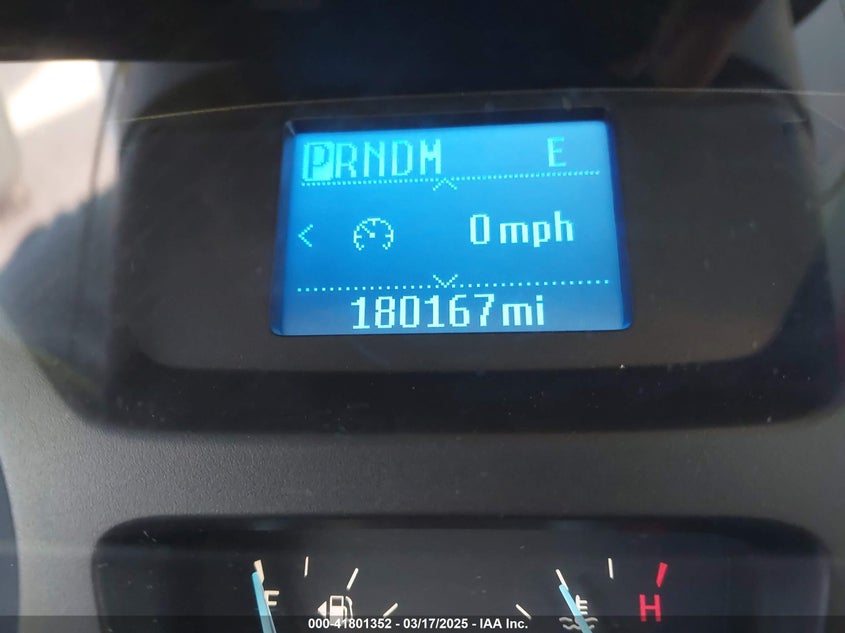 PRNDM E
0 mph
180167 mi
F H
000-41801352 - 03/17/2025 - IAA Inc.